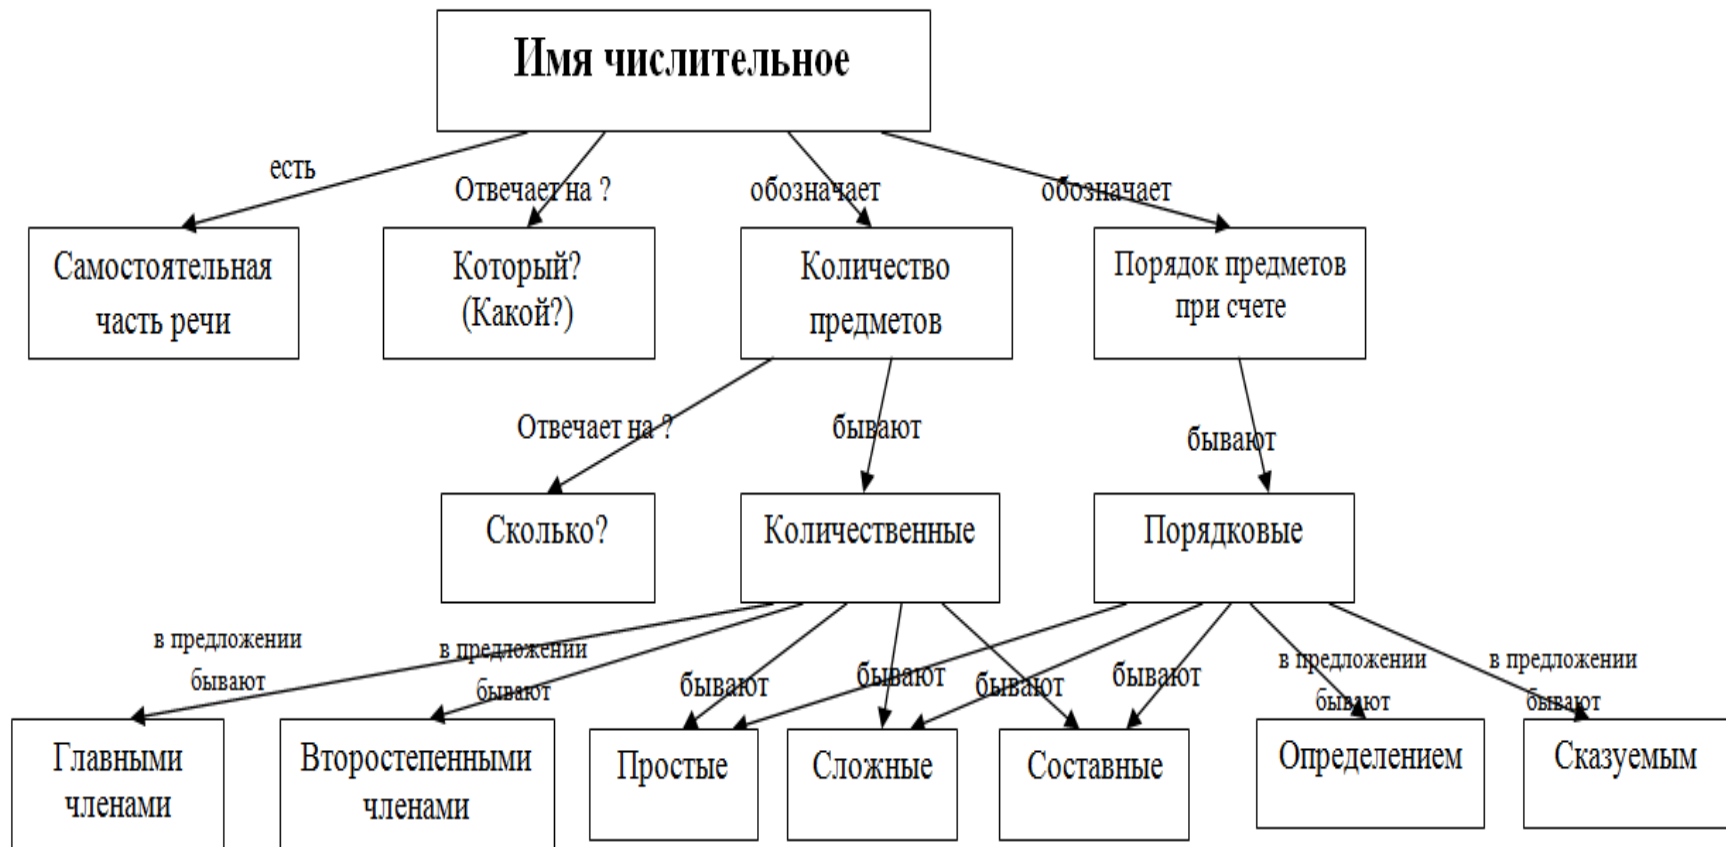 Имя числительное
есть
Отвечает на ?
обозначает
обозначает
Самостоятельная
часть речи
Который?
(Какой?)
Количество
предметов
Порядок предметов
при счете
Отвечает на ?
бывают
бывают
Сколько?
Количественные
Порядковые
в предложении
бывают
в предложении
бывают
бывают
бывают
бывают
бывают
в предложении
бывают
в предложении
бывают
Главными
членами
Второстепенными
членами
Простые
Сложные
Составные
Определением
Сказуемым